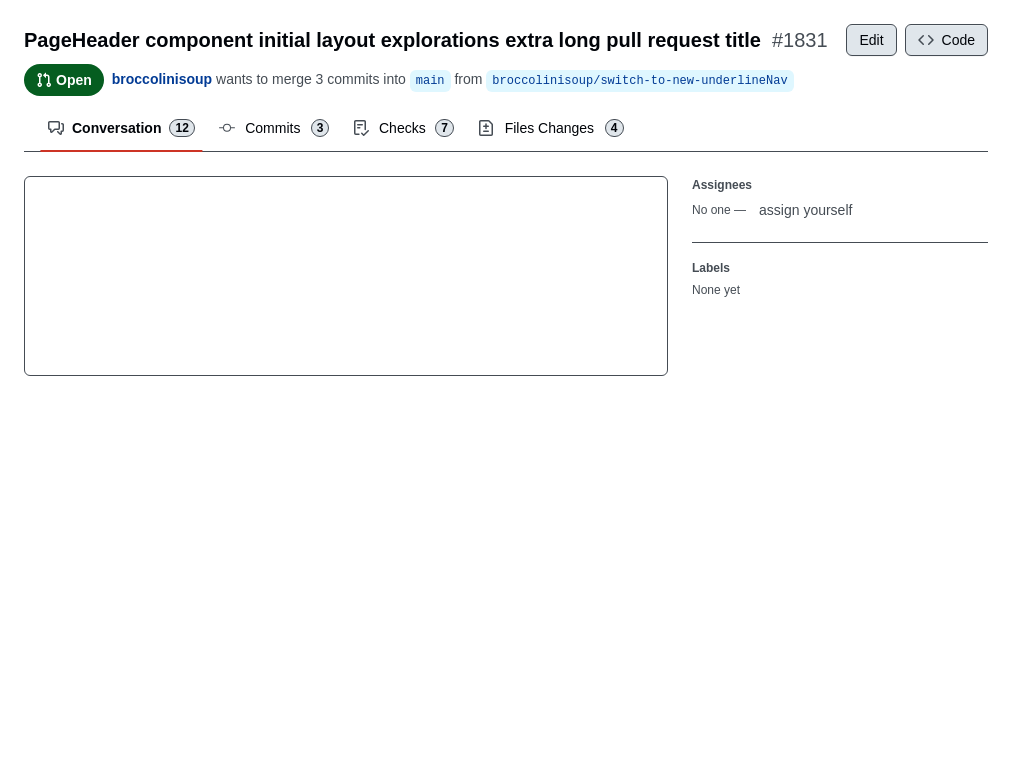 PageHeader component initial layout explorations extra long pull request title #1831 Edit Code
Open broccolinisoup wants to merge 3 commits into main from broccolinisoup/switch-to-new-underlineNav
Conversation 12 Commits 3 Checks 7 Files Changes 4
Assignees
No one — assign yourself
Labels
None yet